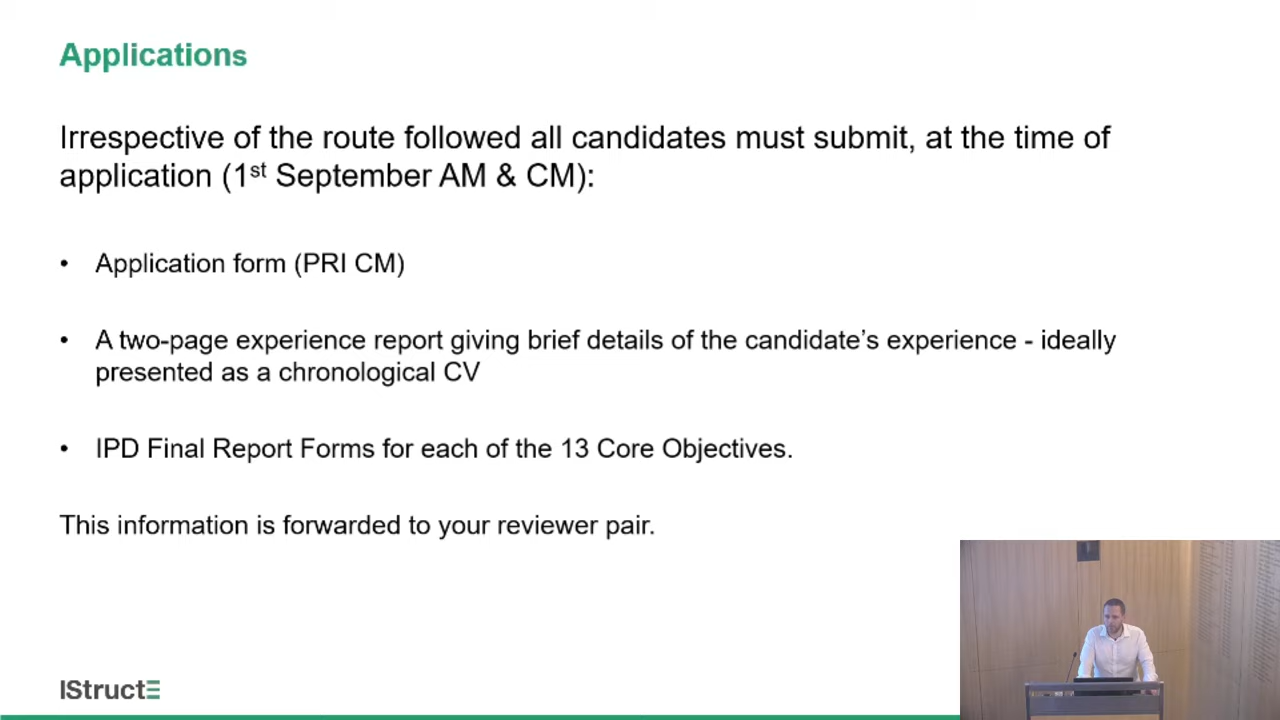 Applications
Irrespective of the route followed all candidates must submit, at the time of
application (1st September AM & CM):
• Application form (PRI CM)
• A two-page experience report giving brief details of the candidate’s experience - ideally
presented as a chronological CV
• IPD Final Report Forms for each of the 13 Core Objectives.
This information is forwarded to your reviewer pair.
IStructE